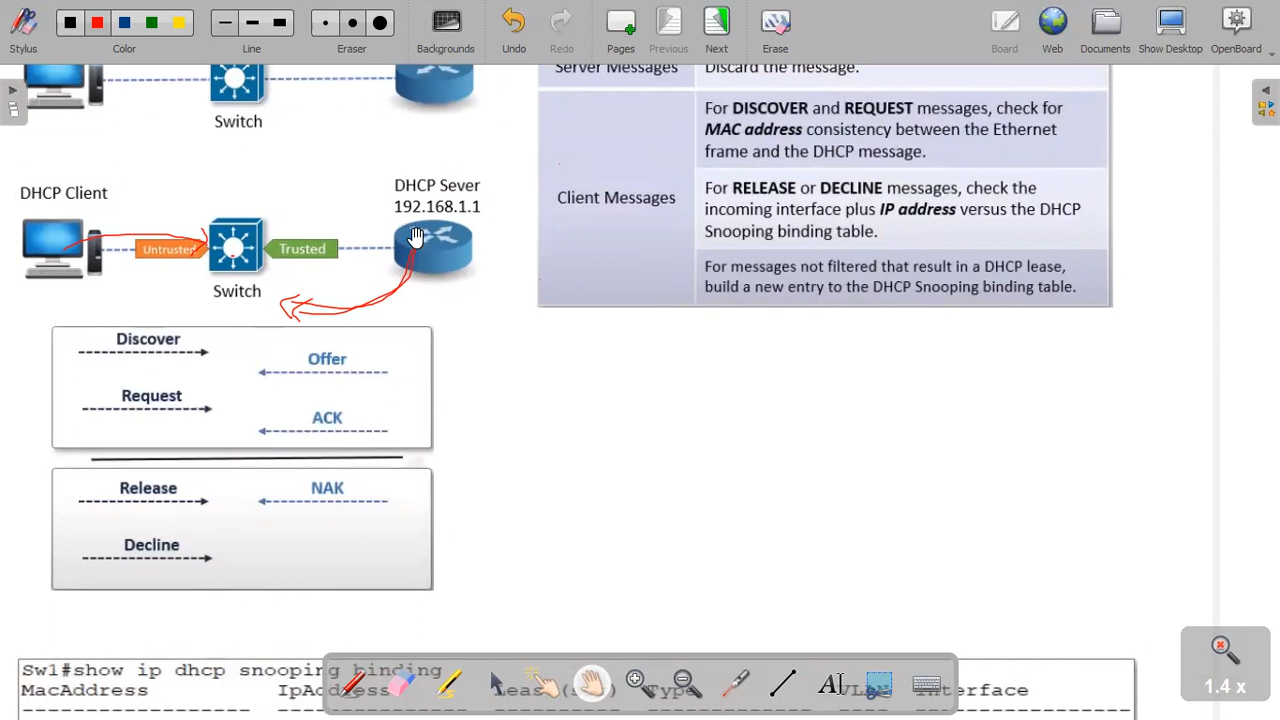 Stylus
Color
Line
Eraser
Backgrounds
Undo
Redo
Pages
Previous
Next
Erase
Board
Web
Documents
Show Desktop
OpenBoard
Switch
Server Messages
Discard the message.
Client Messages
For DISCOVER and REQUEST messages, check for
MAC address consistency between the Ethernet
frame and the DHCP message.
For RELEASE or DECLINE messages, check the
incoming interface plus IP address versus the DHCP
Snooping binding table.
For messages not filtered that result in a DHCP lease,
build a new entry to the DHCP Snooping binding table.
DHCP Client
DHCP Sever
192.168.1.1
Untrusted
Trusted
Switch
Discover
Offer
Request
ACK
Release
NAK
Decline
Sw1#show ip dhcp snooping binding
MacAddress IpAddress Type
1.4 x